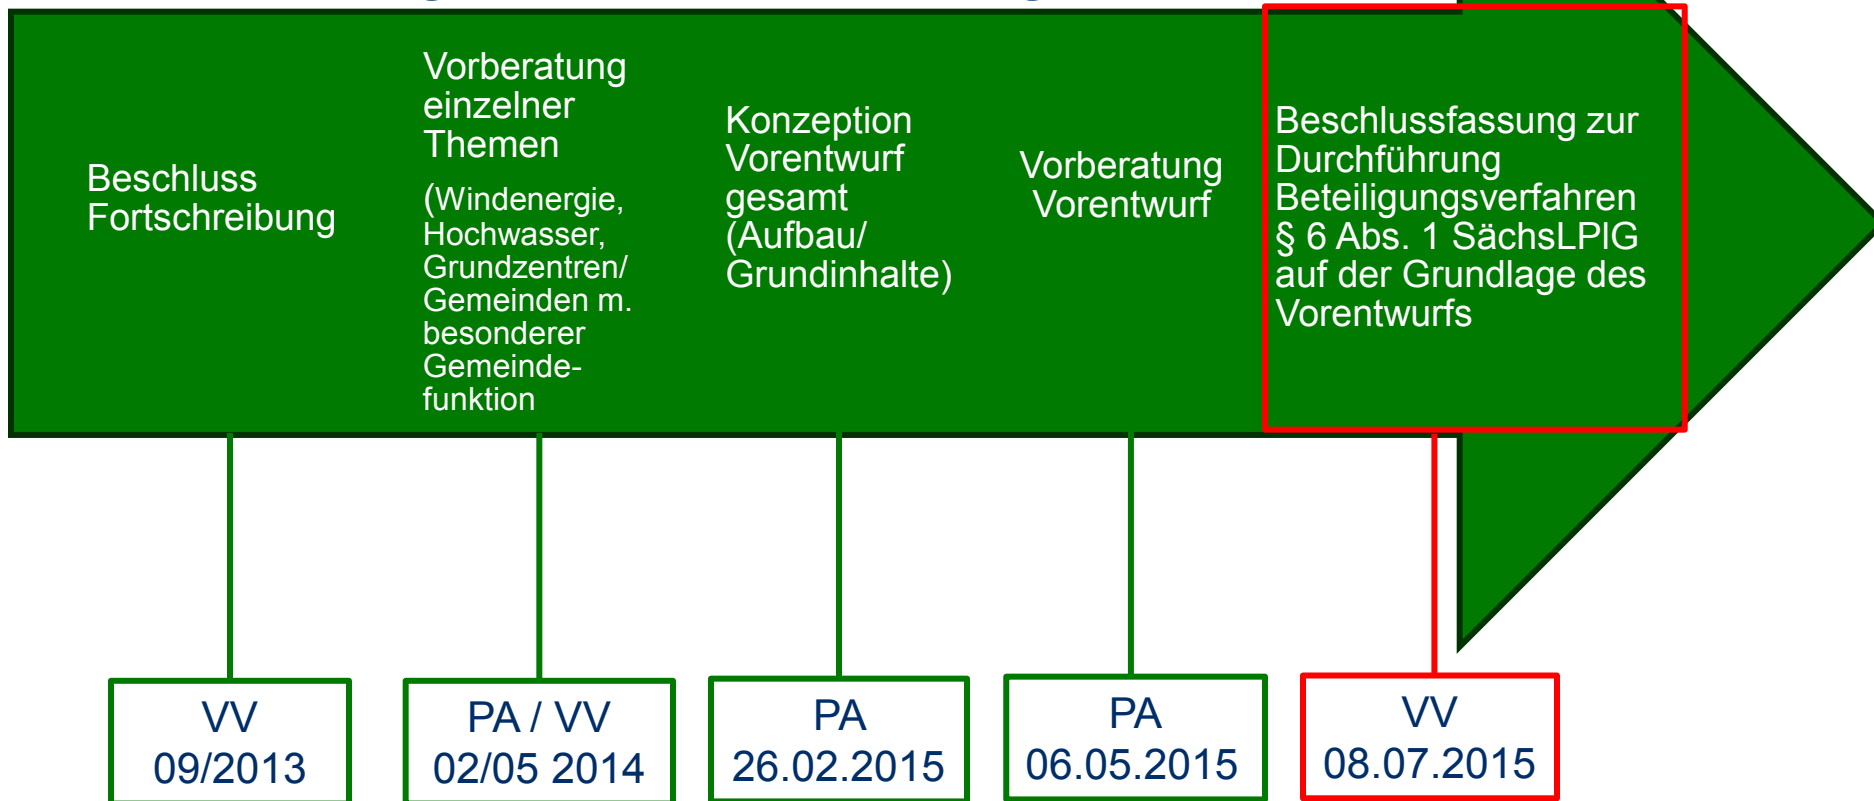 Beschluss
Fortschreibung
Vorberatung
einzelner
Themen
(Windenergie,
Hochwasser,
Grundzentren/
Gemeinden m.
besonderer
Gemeinde-
funktion
Konzeption
Vorentwurf
gesamt
(Aufbau/
Grundinhalte)
Vorberatung
Vorentwurf
Beschlussfassung zur
Durchführung
Beteiligungsverfahren
§ 6 Abs. 1 SächsLPlG
auf der Grundlage des
Vorentwurfs
VV
09/2013
PA / VV
02/05 2014
PA
26.02.2015
PA
06.05.2015
VV
08.07.2015